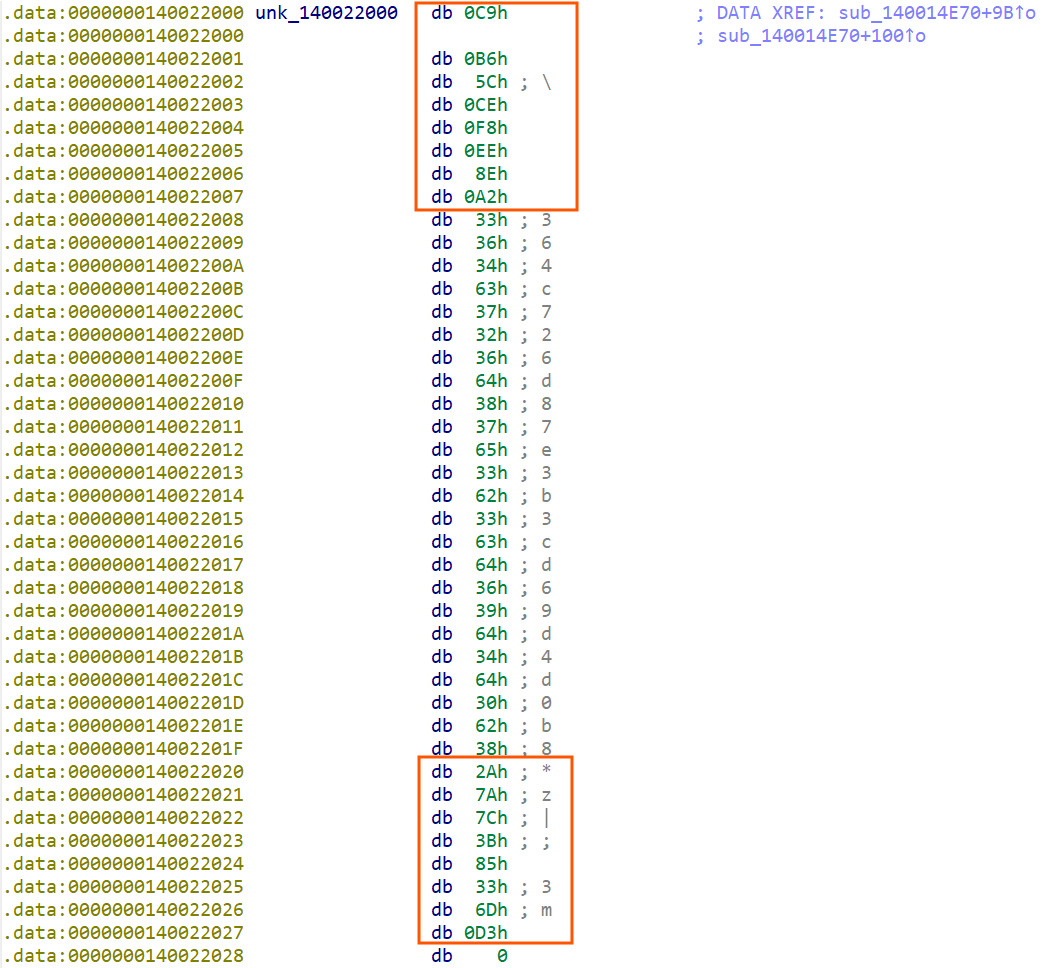 .data:0000000140022000 unk_140022000 db 0C9h ; DATA XREF: sub_140014E70+9B↑o
.data:0000000140022000 ; sub_140014E70+100↑o
.data:0000000140022001 db 0B6h
.data:0000000140022002 db 5Ch ; \
.data:0000000140022003 db 0CEh
.data:0000000140022004 db 0F8h
.data:0000000140022005 db 0EEh
.data:0000000140022006 db 8Eh
.data:0000000140022007 db 0A2h
.data:0000000140022008 db 33h ; 3
.data:0000000140022009 db 36h ; 6
.data:000000014002200A db 34h ; 4
.data:000000014002200B db 63h ; c
.data:000000014002200C db 37h ; 7
.data:000000014002200D db 32h ; 2
.data:000000014002200E db 36h ; 6
.data:000000014002200F db 64h ; d
.data:0000000140022010 db 38h ; 8
.data:0000000140022011 db 37h ; 7
.data:0000000140022012 db 65h ; e
.data:0000000140022013 db 33h ; 3
.data:0000000140022014 db 62h ; b
.data:0000000140022015 db 33h ; 3
.data:0000000140022016 db 63h ; c
.data:0000000140022017 db 64h ; d
.data:0000000140022018 db 36h ; 6
.data:0000000140022019 db 39h ; 9
.data:000000014002201A db 64h ; d
.data:000000014002201B db 34h ; 4
.data:000000014002201C db 64h ; d
.data:000000014002201D db 30h ; 0
.data:000000014002201E db 62h ; b
.data:000000014002201F db 38h ; 8
.data:0000000140022020 db 2Ah ; *
.data:0000000140022021 db 7Ah ; z
.data:0000000140022022 db 7Ch ; |
.data:0000000140022023 db 3Bh ; ;
.data:0000000140022024 db 85h
.data:0000000140022025 db 33h ; 3
.data:0000000140022026 db 6Dh ; m
.data:0000000140022027 db 0D3h
.data:0000000140022028 db 0